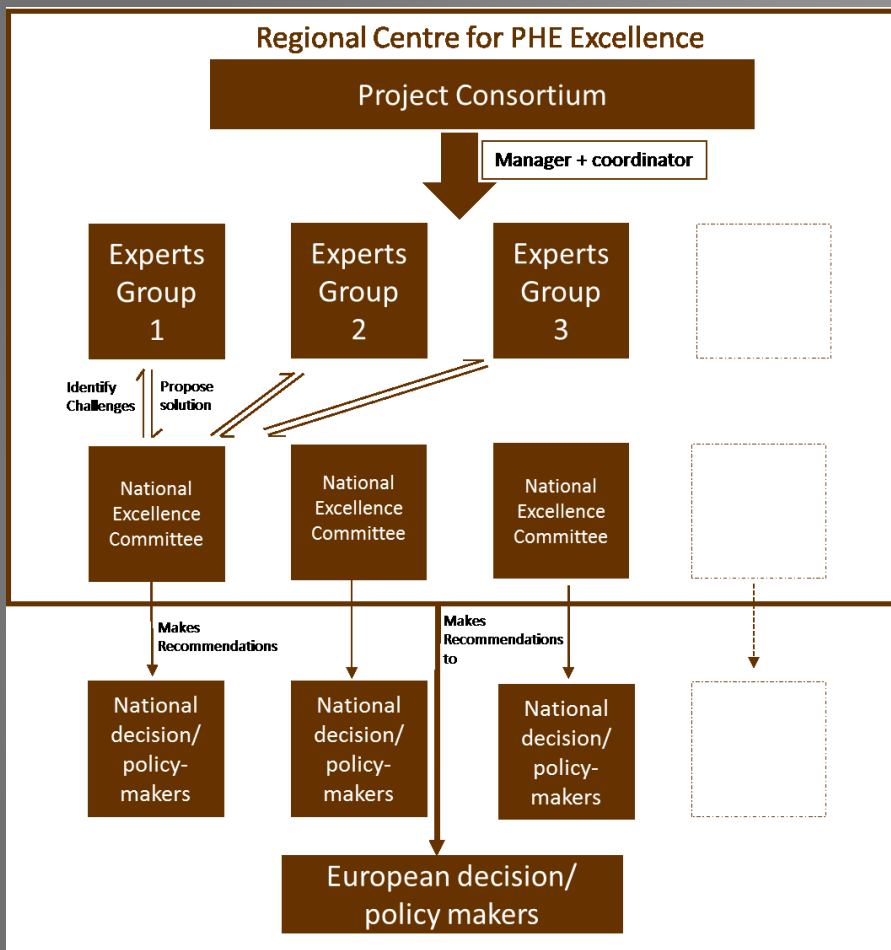 Regional Centre for PHE Excellence
Project Consortium
Manager + coordinator
Experts
Group
1
Experts
Group
2
Experts
Group
3
Identify
Challenges
Propose
solution
National
Excellence
Committee
National
Excellence
Committee
National
Excellence
Committee
Makes
Recommendations
Makes
Recommendations
to
National
decision/
policy-
makers
National
decision/
policy-
makers
National
decision/
policy-
makers
European decision/
policy makers